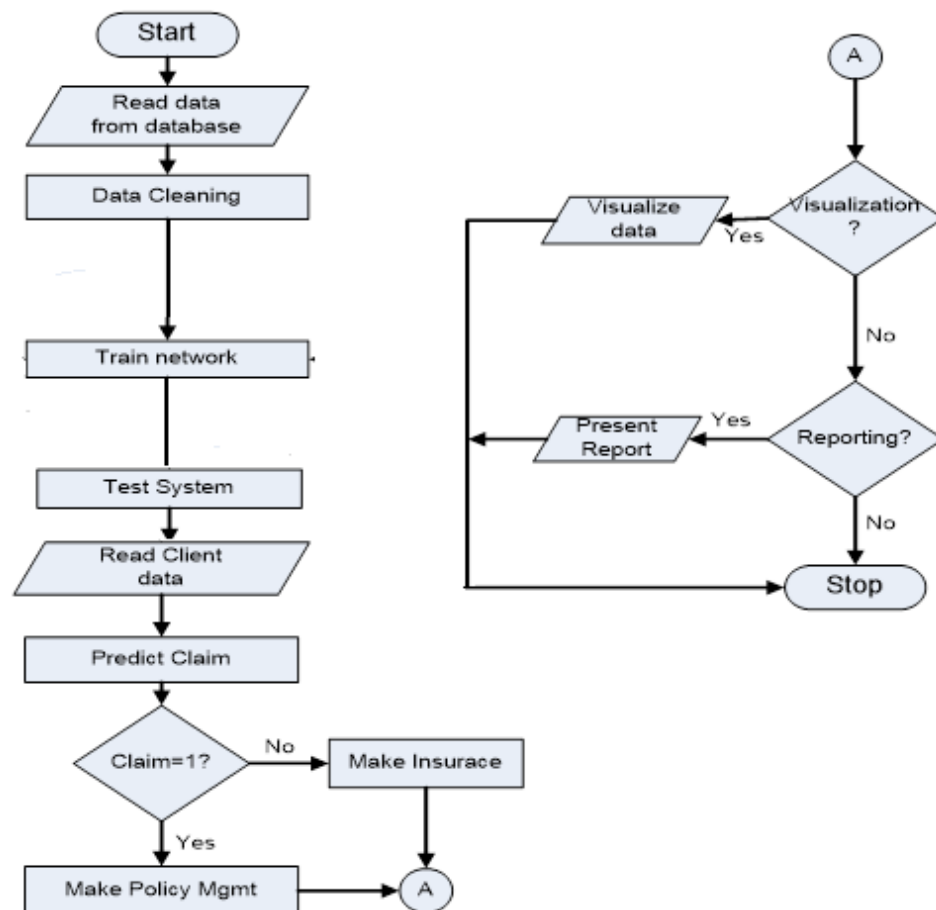 Start
Read data
from database
Data Cleaning
Train network
Test System
Read Client
data
Predict Claim
Claim=1?
No
Make Insurace
Yes
Make Policy Mgmt
A
A
Visualization
?
Yes
Visualize
data
No
Reporting?
Yes
Present
Report
No
Stop